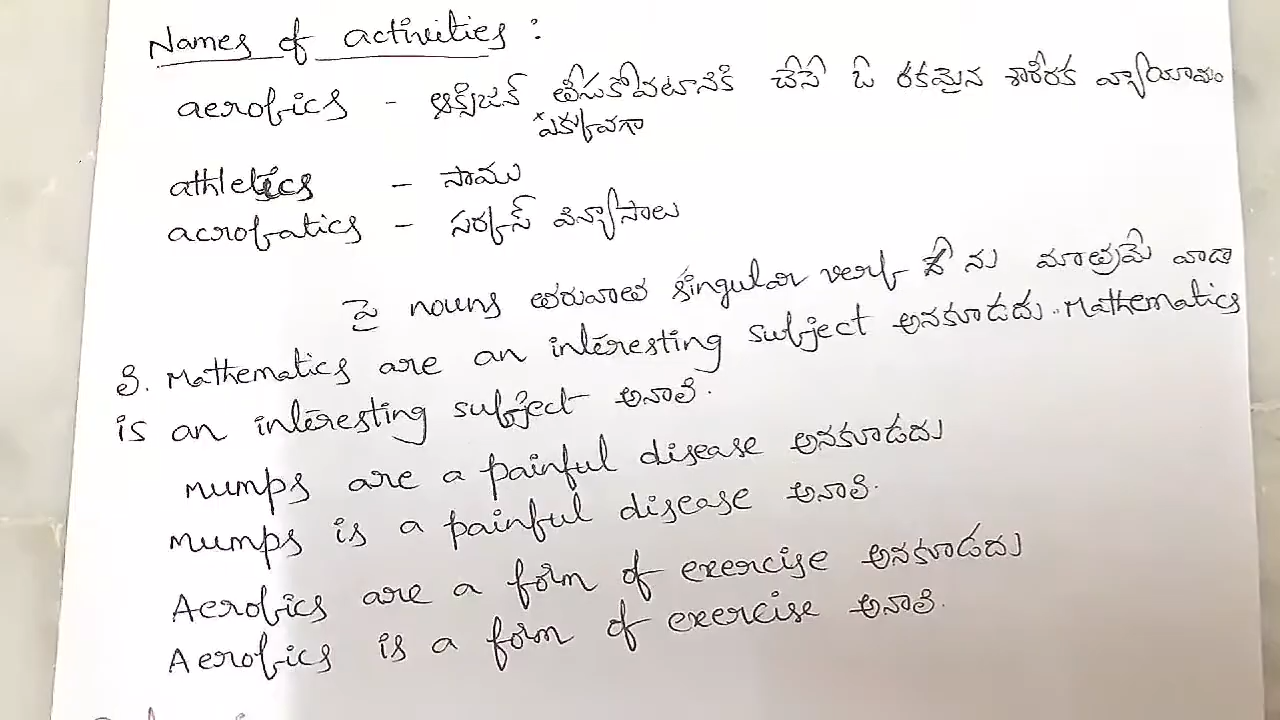 Names of activities :
aerobics - ఆక్సిజన్ తీసుకోవటానికి చేసే ఓ రకమైన శారీరక వ్యాయామం
ఎక్కువగా
athletics - సాము
acrobatics - సర్కస్ విన్యాసాలు
పై nouns తరువాత singular verb ను మాత్రమే వాడా
లి. Mathematics are an interesting subject అనకూడదు. Mathematics
is an interesting subject అనాలి.
mumps are a painful disease అనకూడదు
mumps is a painful disease అనాలి.
Aerobics are a form of exercise అనకూడదు
Aerobics is a form of exercise అనాలి.